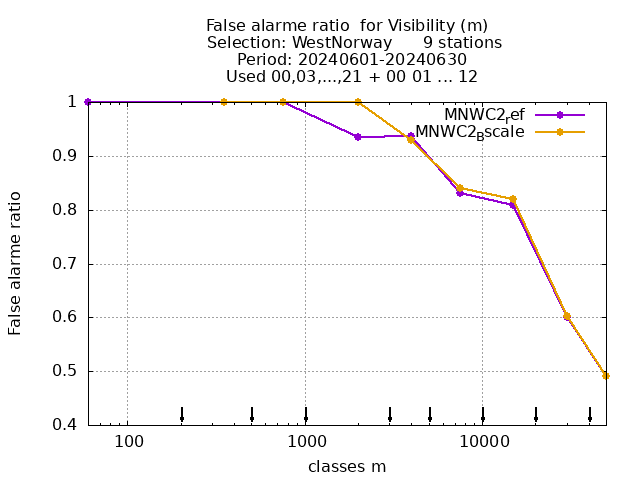 False alarme ratio  for Visibility (m)
Selection: WestNorway      9 stations
Period: 20240601-20240630
Used 00,03,...,21 + 00 01 ... 12
MNWC2_ref
MNWC2_Bscale
1
0.9
0.8
0.7
0.6
0.5
0.4
False alarme ratio
100
1000
10000
classes m